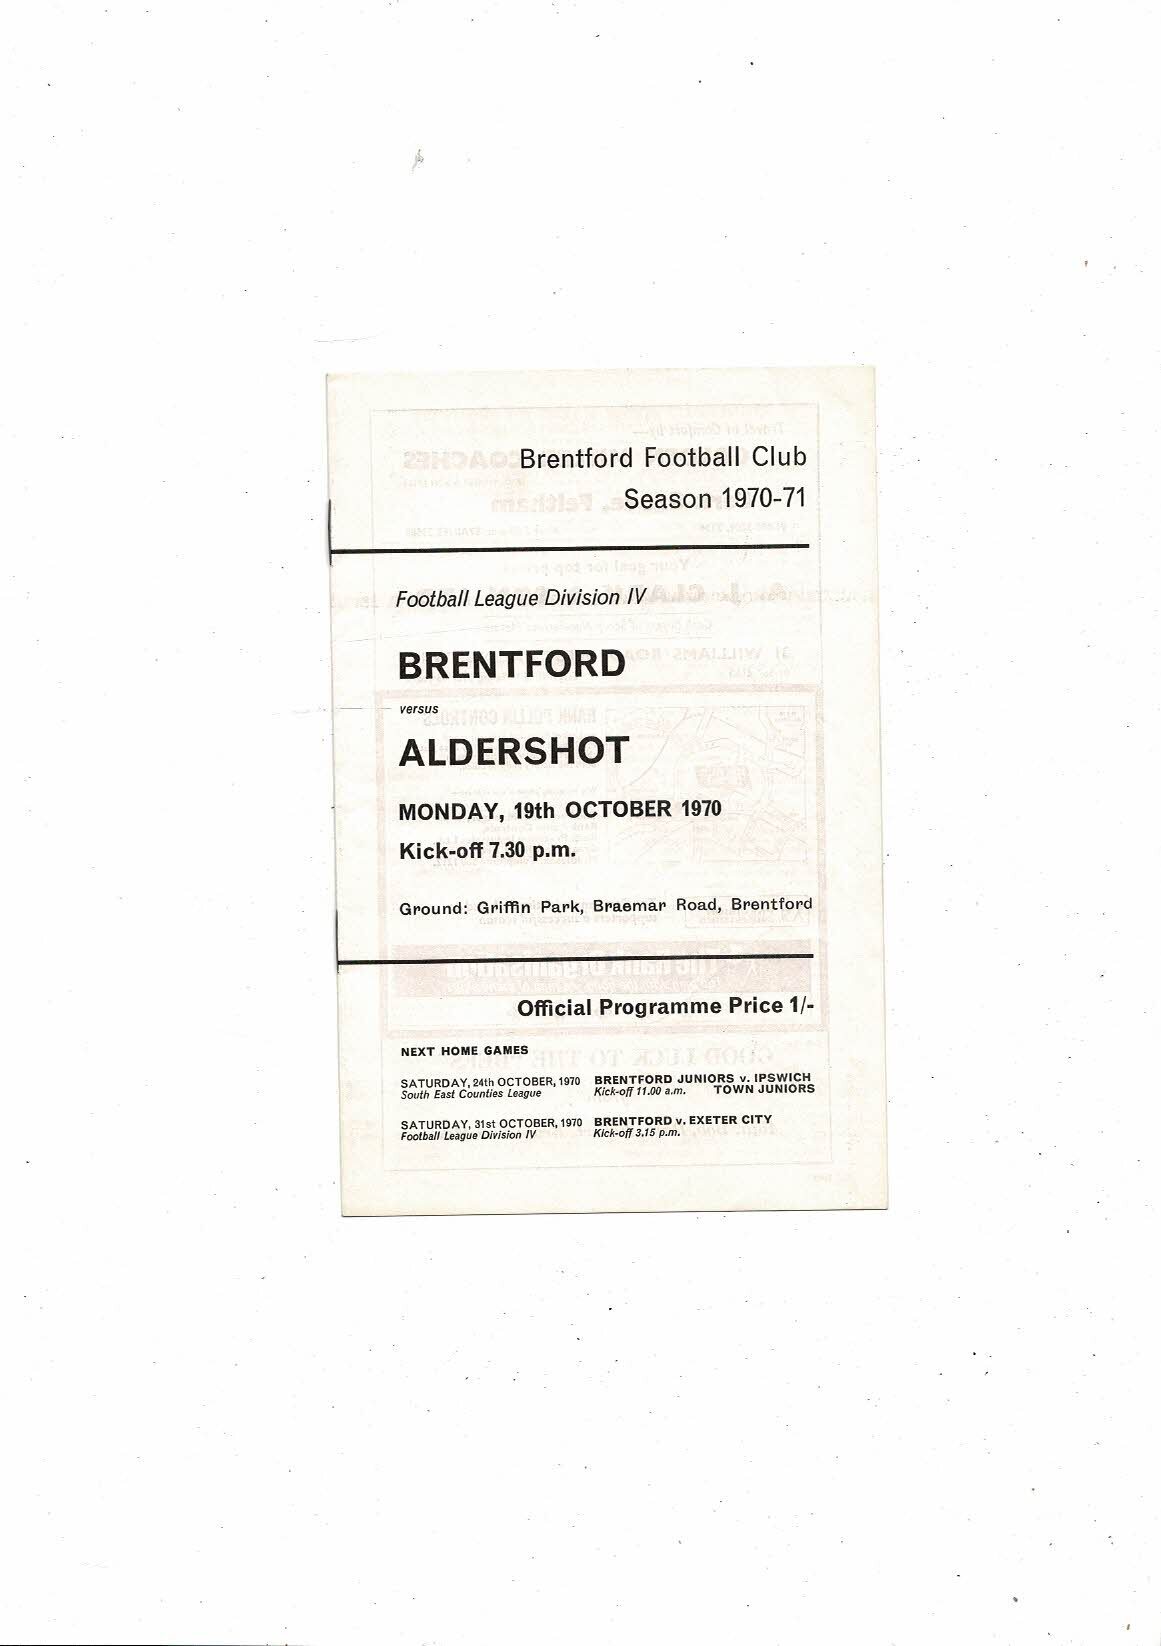 Brentford Football Club
Season 1970-71
Football League Division IV
BRENTFORD
versus
ALDERSHOT
MONDAY, 19th OCTOBER 1970
Kick-off 7.30 p.m.
Ground: Griffin Park, Braemar Road, Brentford
Official Programme Price 1/-
NEXT HOME GAMES
SATURDAY, 24th OCTOBER, 1970 BRENTFORD JUNIORS v. IPSWICH
South East Counties League Kick-off 11.00 a.m. TOWN JUNIORS
SATURDAY, 31st OCTOBER, 1970 BRENTFORD v. EXETER CITY
Football League Division IV Kick-off 3.15 p.m.